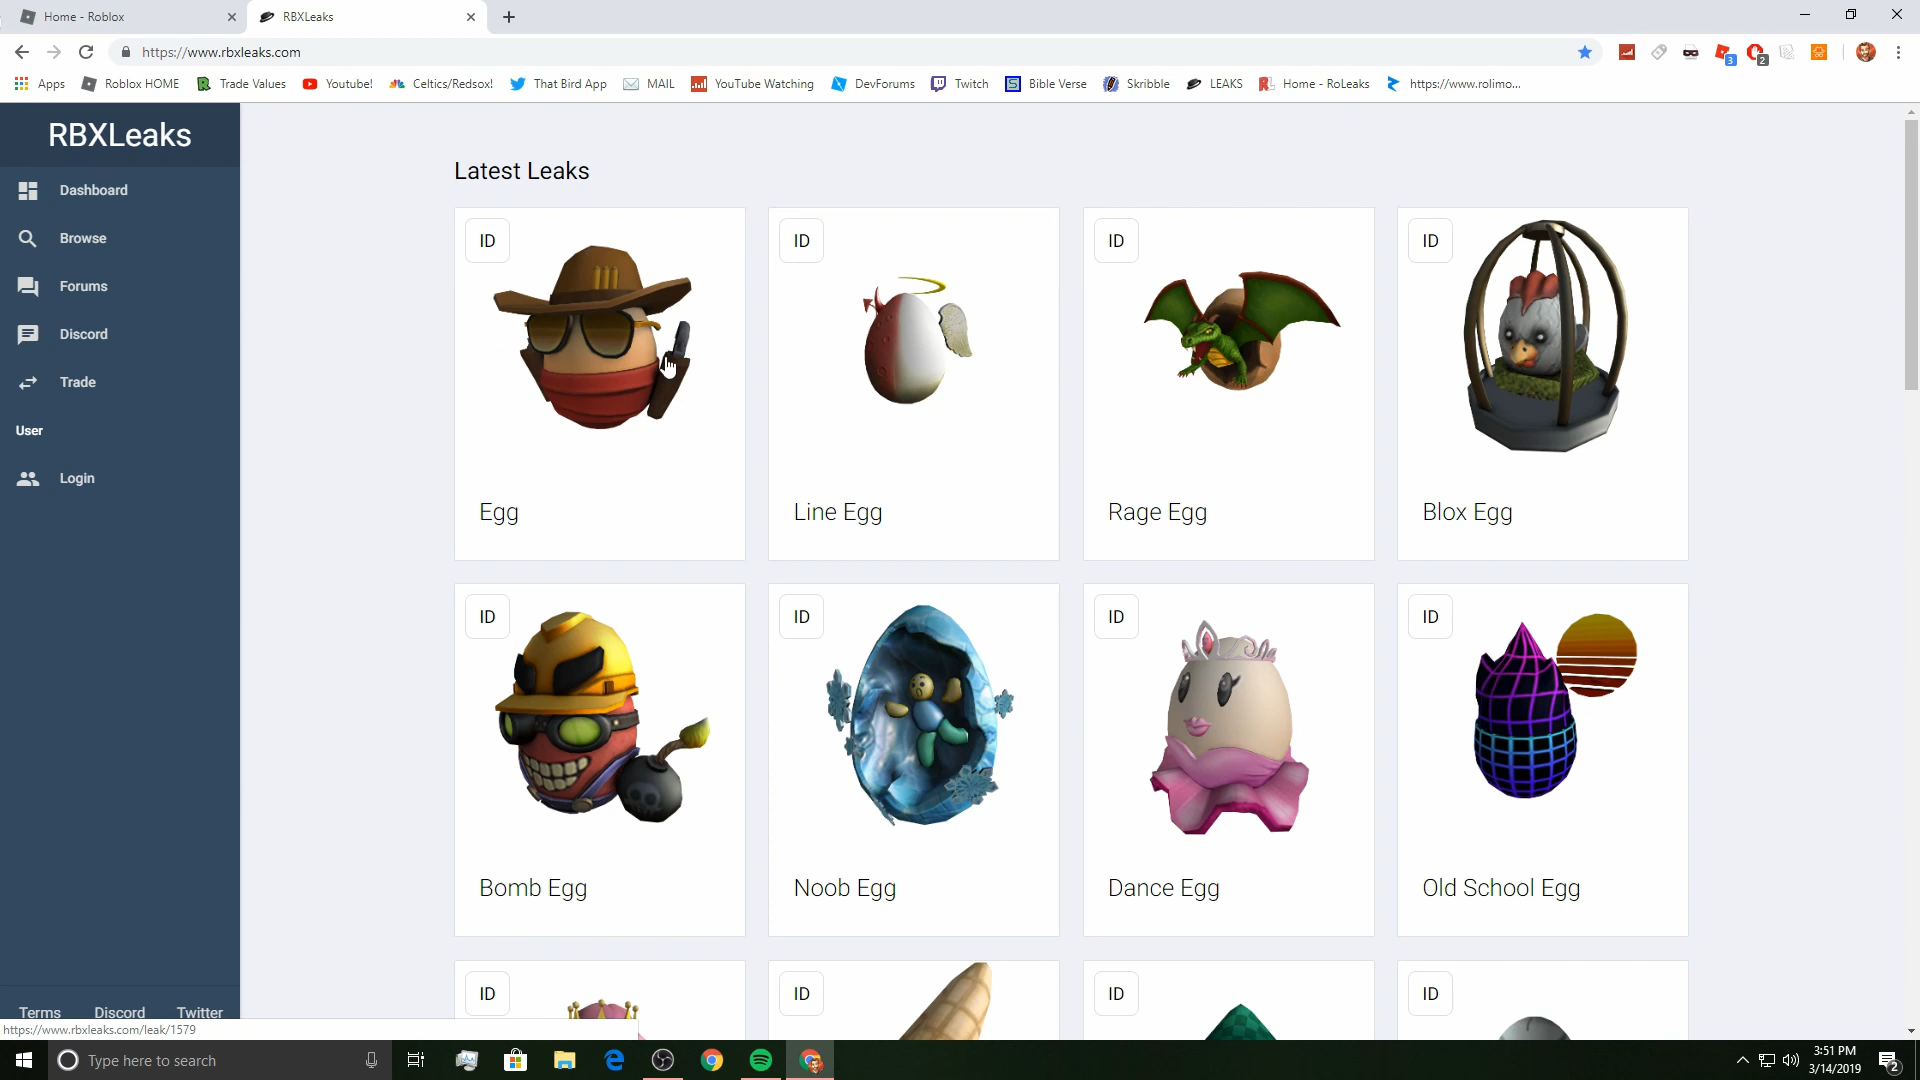 Home - Roblox
RBXLeaks
https://www.rbxleaks.com
3
2
Apps
Roblox HOME
Trade Values
Youtube!
Celtics/Redsox!
That Bird App
MAIL
YouTube Watching
DevForums
Twitch
Bible Verse
Skribble
LEAKS
Home - RoLeaks
https://www.rolimo...
RBXLeaks
Dashboard
Browse
Forums
Discord
Trade
User
Login
Terms
Discord
Twitter
https://www.rbxleaks.com/leak/1579
Latest Leaks
ID
Egg
ID
Line Egg
ID
Rage Egg
ID
Blox Egg
ID
Bomb Egg
ID
Noob Egg
ID
Dance Egg
ID
Old School Egg
ID
ID
ID
ID
Type here to search
3:51 PM
3/14/2019
2